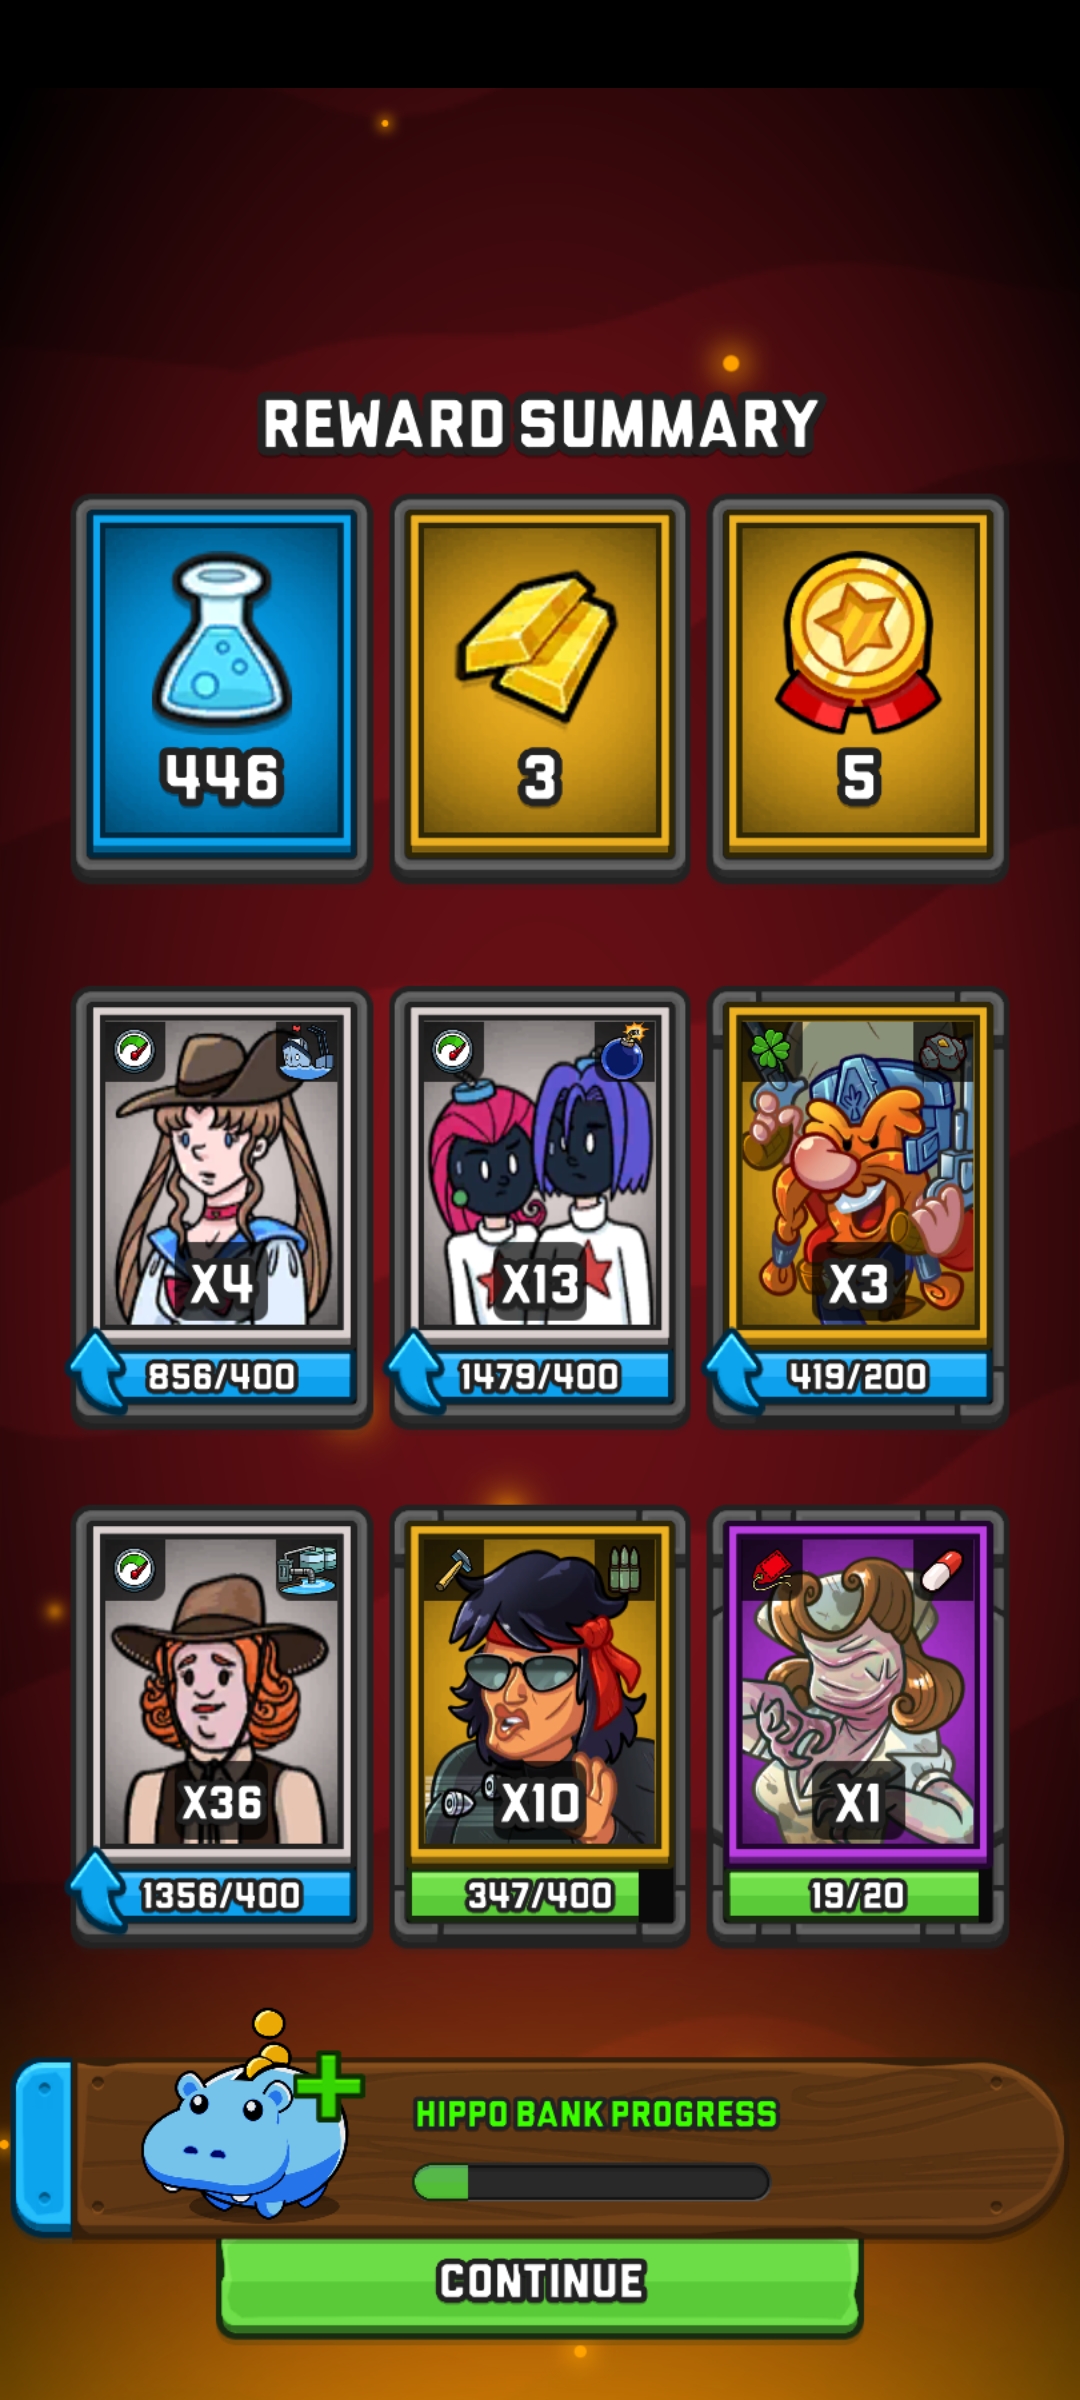 REWARD SUMMARY
446
3
5
X4
X13
X3
856/400
1479/400
419/200
X36
X10
X1
1356/400
347/400
19/20
HIPPO BANK PROGRESS
CONTINUE